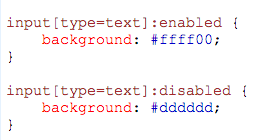 input[type=text]:enabled {
    background: #ffff00;
}
input[type=text]:disabled {
    background: #dddddd;
}